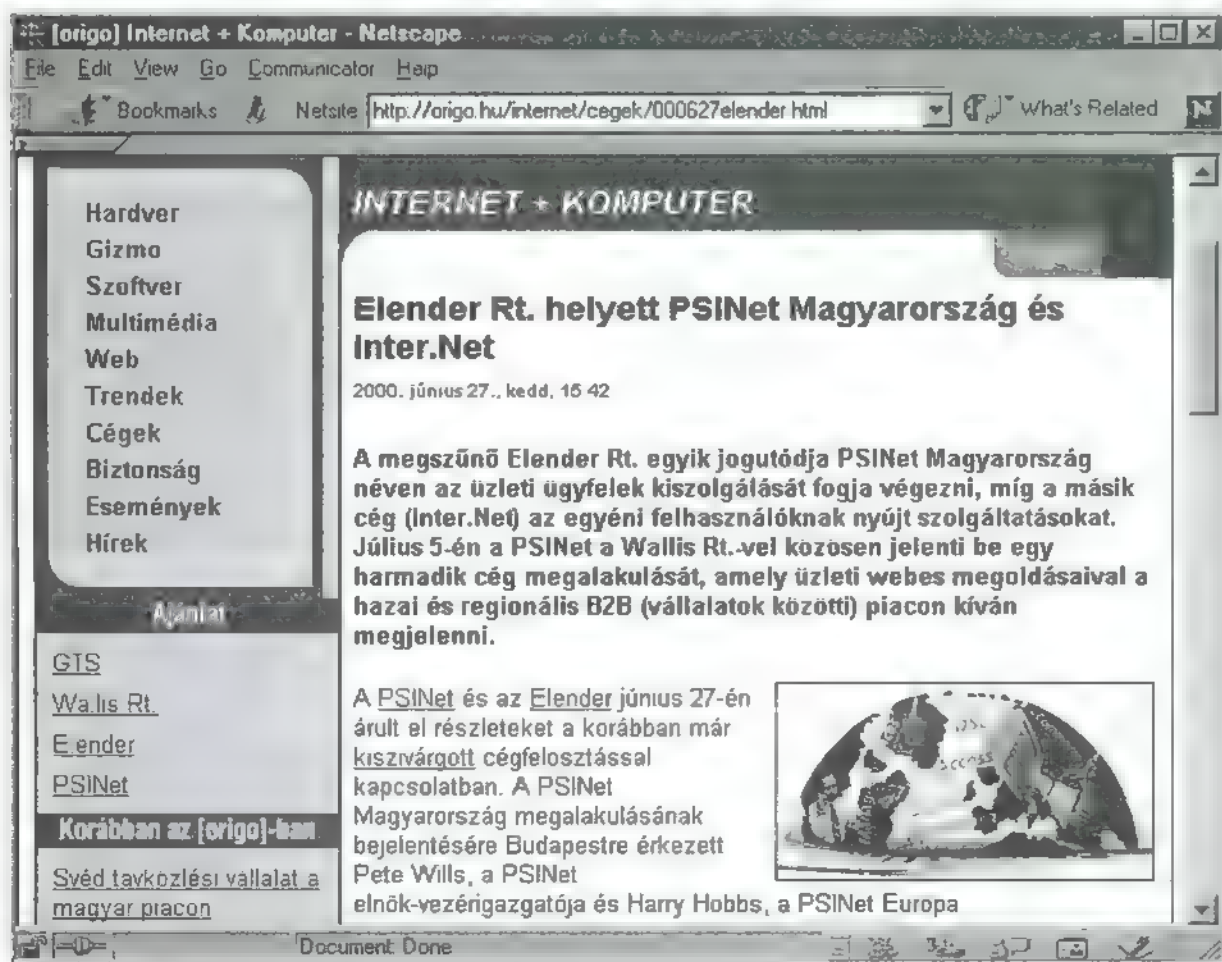 [origo] Internet + Komputer - Netscape
File Edit View Go Communicator Help
Bookmarks Netsite http://origo.hu/internet/cegek/000627elender.html What's Related N
Hardver
Gizmo
Szoftver
Multimédia
Web
Trendek
Cégek
Biztonság
Események
Hírek
Ajánlat
GTS
Wallis Rt.
Elender
PSINet
Korábban az [origo]-ban
Svéd távközlési vállalat a
magyar piacon
INTERNET + KOMPUTER
Elender Rt. helyett PSINet Magyarország és
Inter.Net
2000. június 27., kedd, 15 42
A megszűnő Elender Rt. egyik jogutódja PSINet Magyarország
néven az üzleti ügyfelek kiszolgálását fogja végezni, míg a másik
cég (Inter.Net) az egyéni felhasználóknak nyújt szolgáltatásokat.
Július 5-én a PSINet a Wallis Rt.-vel közösen jelenti be egy
harmadik cég megalakulását, amely üzleti webes megoldásaival a
hazai és regionális B2B (vállalatok közötti) piacon kíván
megjelenni.
A PSINet és az Elender június 27-én
árult el részleteket a korábban már
kiszivárgott cégfelosztással
kapcsolatban. A PSINet
Magyarország megalakulásának
bejelentésére Budapestre érkezett
Pete Wills, a PSINet
elnök-vezérigazgatója és Harry Hobbs, a PSINet Europa
Access
Document: Done